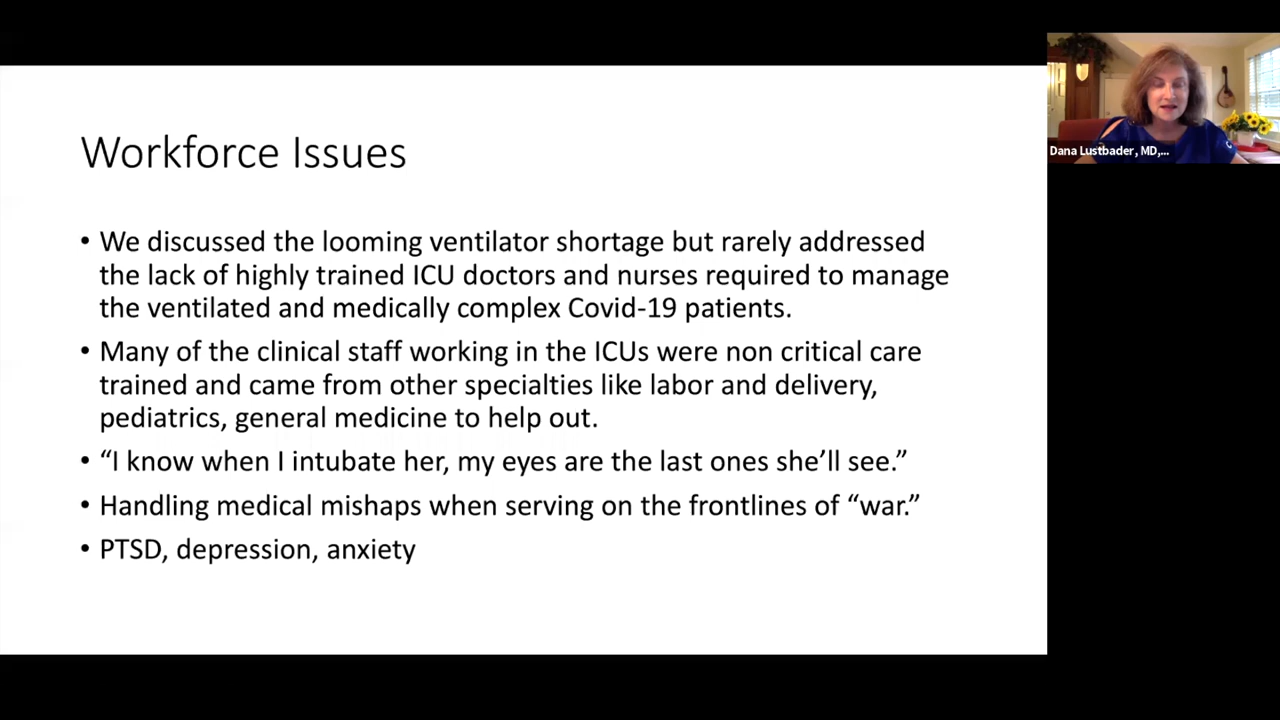 Workforce Issues
• We discussed the looming ventilator shortage but rarely addressed
the lack of highly trained ICU doctors and nurses required to manage
the ventilated and medically complex Covid-19 patients.
• Many of the clinical staff working in the ICUs were non critical care
trained and came from other specialties like labor and delivery,
pediatrics, general medicine to help out.
• “I know when I intubate her, my eyes are the last ones she’ll see.”
• Handling medical mishaps when serving on the frontlines of “war.”
• PTSD, depression, anxiety
Dana Lustbader, MD,...